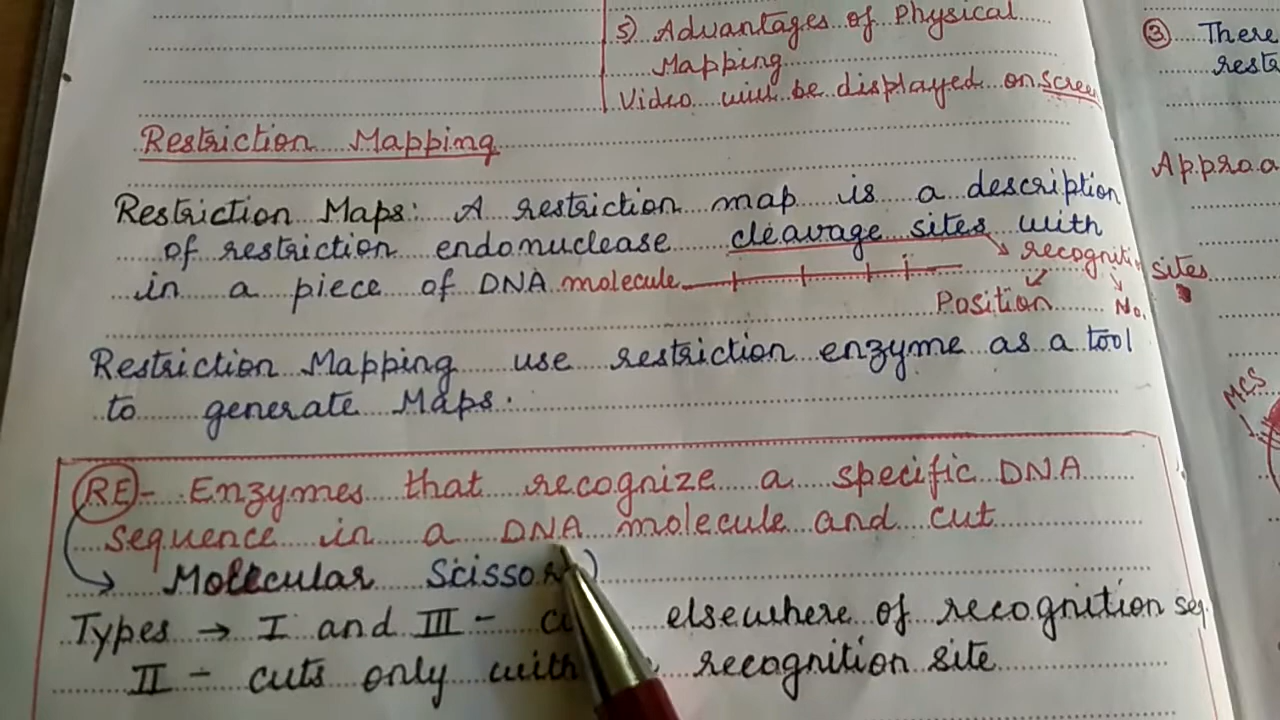 5) Advantages of Physical
Mapping
Video will be displayed on Screen
Restriction Mapping
Restriction Maps: A restriction map is a description
of restriction endonuclease cleavage sites with
in a piece of DNA molecule
recognition sites
Position No.
Restriction Mapping use restriction enzyme as a tool
to generate Maps.
RE - Enzymes that recognize a specific DNA
sequence in a DNA molecule and cut
Molecular Scissors)
Types → I and III - elsewhere of recognition seq.
II - cuts only recognition site
③ There
Approa
MCS